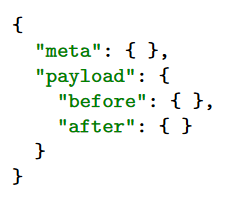 {
  "meta": { },
  "payload": {
    "before": { },
    "after": { }
  }
}